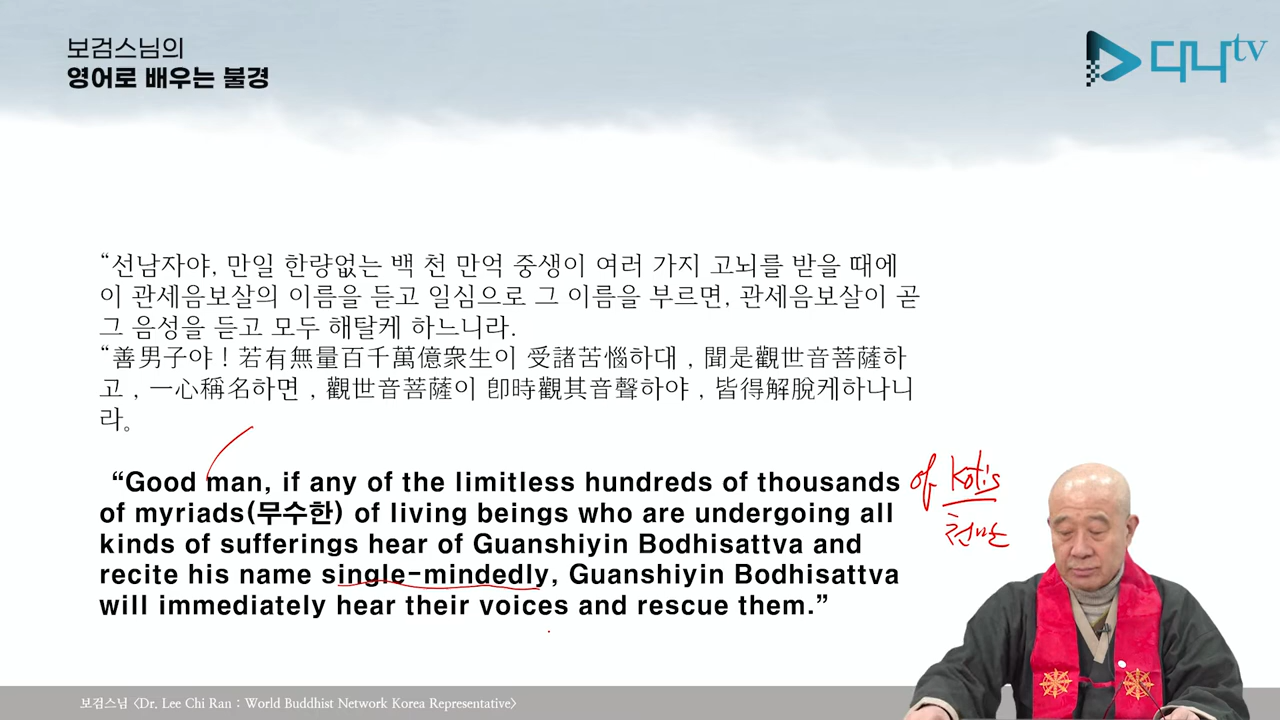 보검스님의
영어로 배우는 불경
디나tv
“선남자야, 만일 한량없는 백 천 만억 중생이 여러 가지 고뇌를 받을 때에
이 관세음보살의 이름을 듣고 일심으로 그 이름을 부르면, 관세음보살이 곧
그 음성을 듣고 모두 해탈케 하느니라.
“善男子야 ! 若有無量百千萬億衆生이 受諸苦惱하대 , 聞是觀世音菩薩하
고 , 一心稱名하면 , 觀世音菩薩이 卽時觀其音聲하야 , 皆得解脫케하나니
라。
“Good man, if any of the limitless hundreds of thousands
of Kotis
of myriads(무수한) of living beings who are undergoing all
천만
kinds of sufferings hear of Guanshiyin Bodhisattva and
recite his name single-mindedly, Guanshiyin Bodhisattva
will immediately hear their voices and rescue them.”
보검스님 <Dr. Lee Chi Ran : World Buddhist Network Korea Representative>